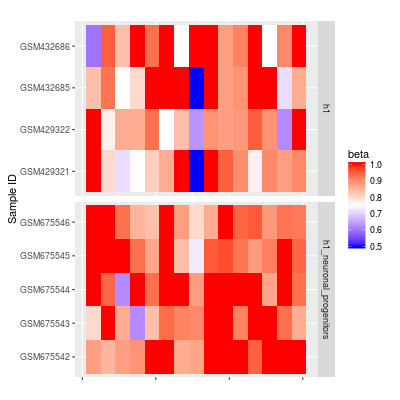 GSM432686
GSM432685
GSM429322
GSM429321
h1
GSM675546
GSM675545
GSM675544
GSM675543
GSM675542
h1_neuronal_progenitors
Sample ID
beta
1.0
0.9
0.8
0.7
0.6
0.5